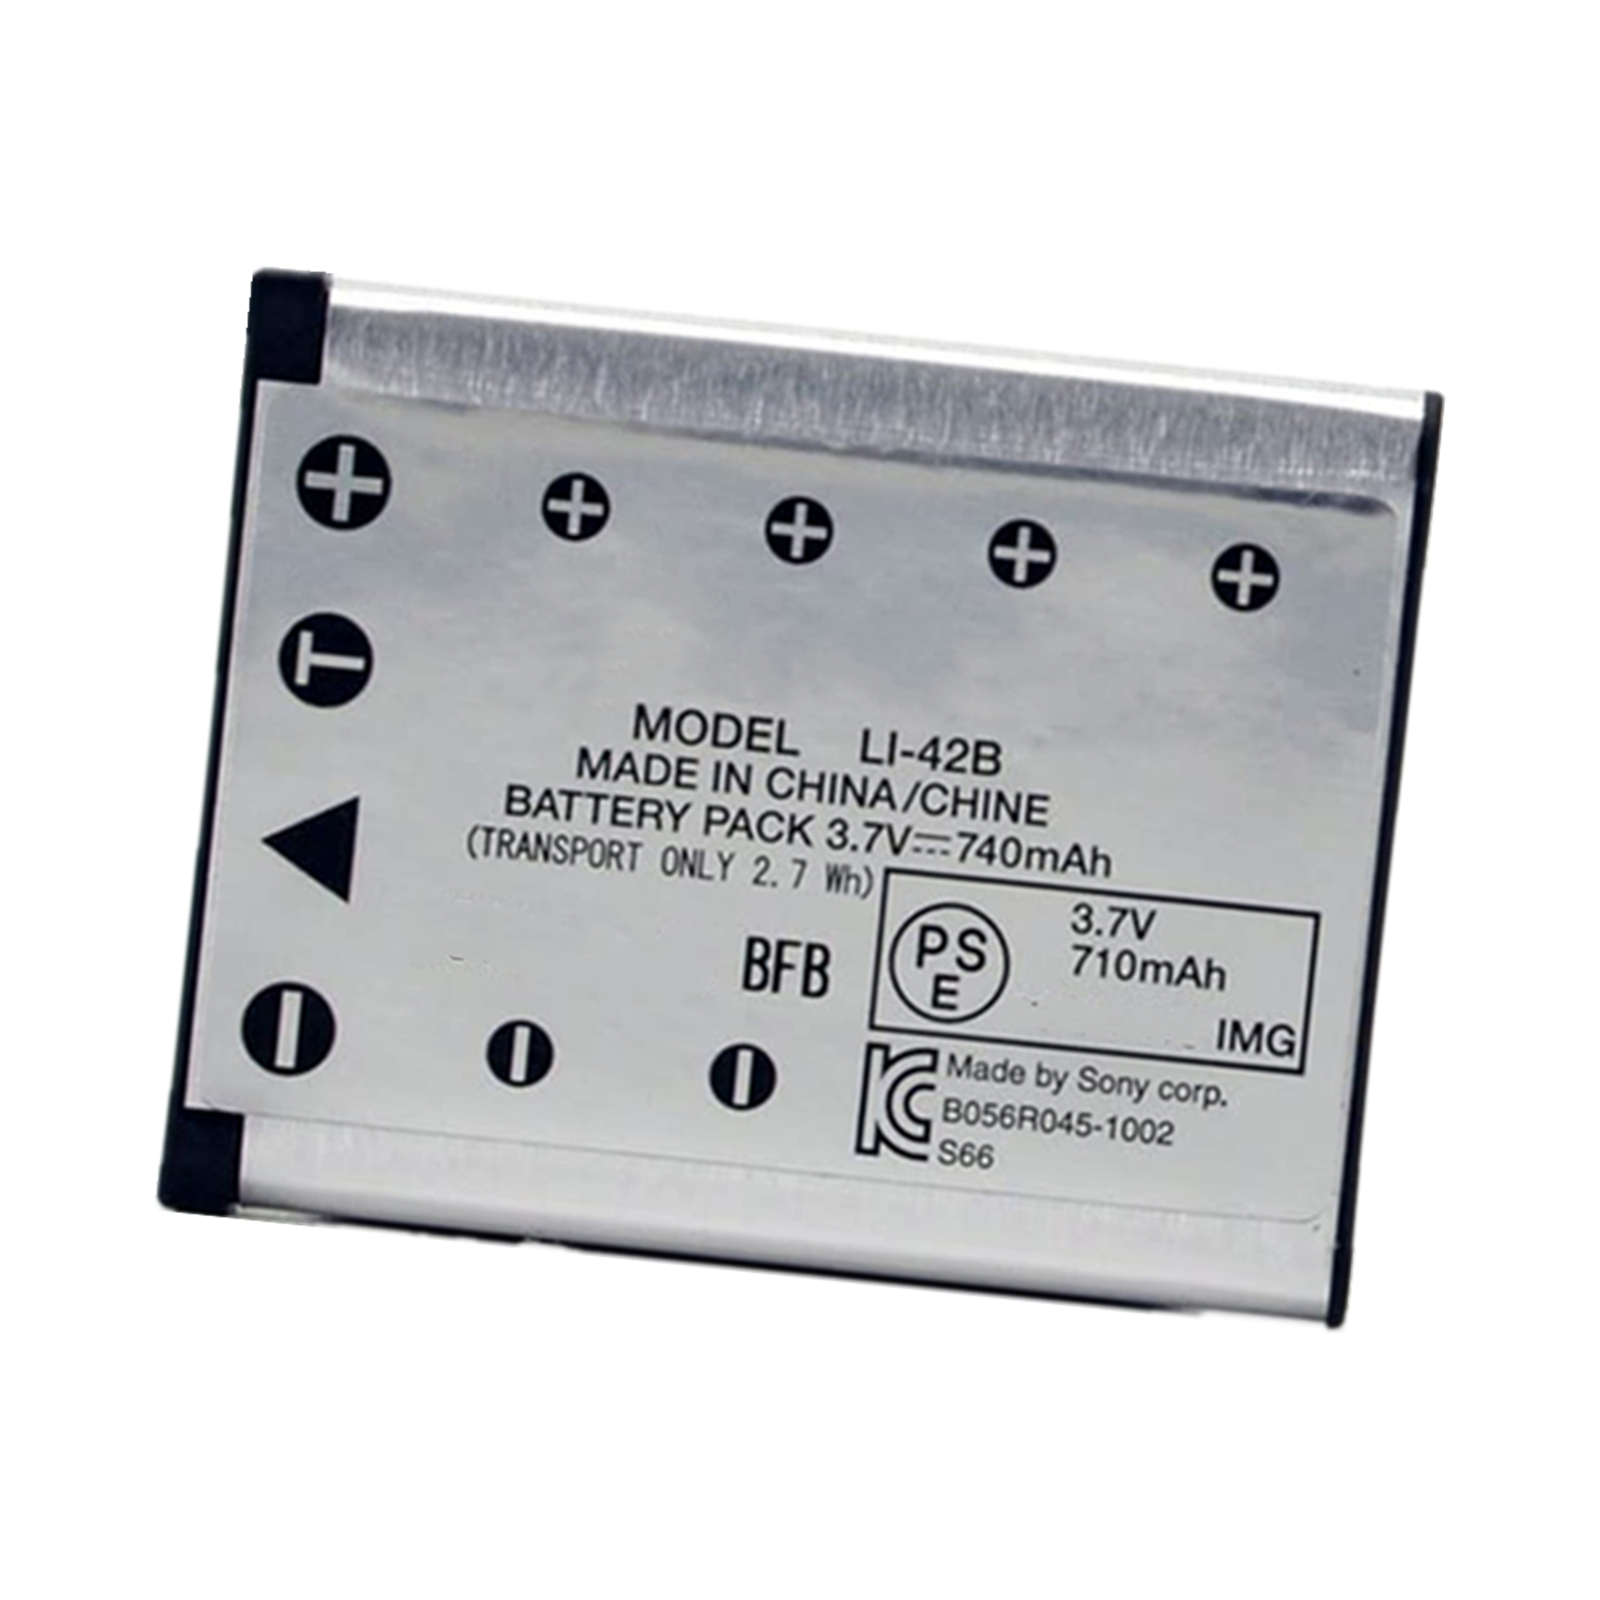 T
MODEL LI-42B
MADE IN CHINA/CHINE
BATTERY PACK 3.7V⎓740mAh
(TRANSPORT ONLY 2.7 Wh)
BFB
PSE
3.7V
710mAh
IMG
KC
Made by Sony corp.
B056R045-1002
S66